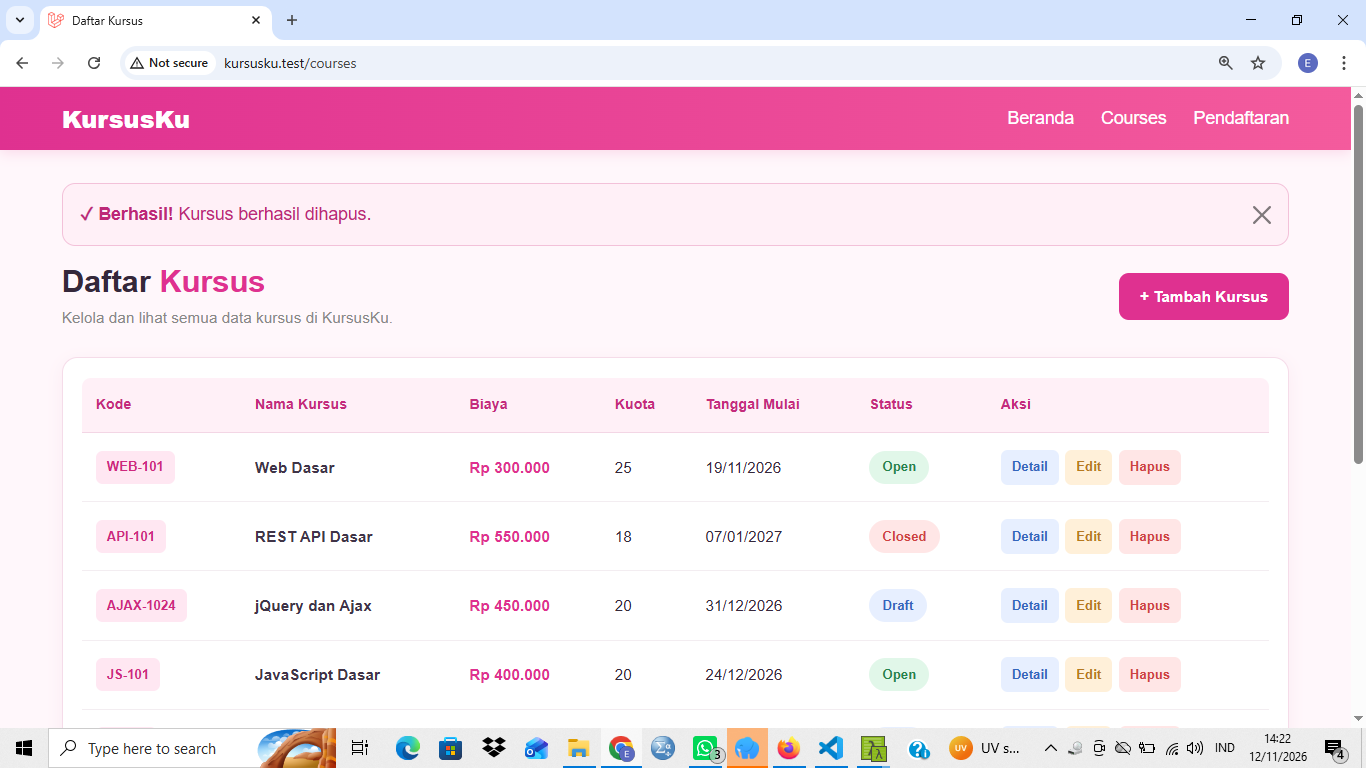 Daftar Kursus
Not secure kursusku.test/courses E
KursusKu Beranda Courses Pendaftaran
✓ Berhasil! Kursus berhasil dihapus.
Daftar Kursus
+ Tambah Kursus
Kelola dan lihat semua data kursus di KursusKu.
Kode Nama Kursus Biaya Kuota Tanggal Mulai Status Aksi
WEB-101 Web Dasar Rp 300.000 25 19/11/2026 Open Detail Edit Hapus
API-101 REST API Dasar Rp 550.000 18 07/01/2027 Closed Detail Edit Hapus
AJAX-1024 jQuery dan Ajax Rp 450.000 20 31/12/2026 Draft Detail Edit Hapus
JS-101 JavaScript Dasar Rp 400.000 20 24/12/2026 Open Detail Edit Hapus
Type here to search E 3 UV UV s... IND 14:22 4
12/11/2026